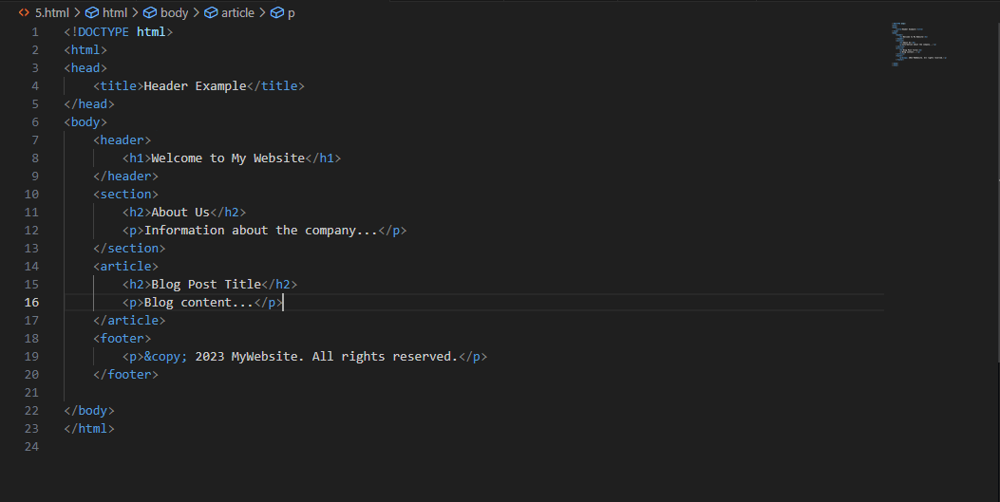 5.html > html > body > article > p
1 <!DOCTYPE html>
2 <html>
3 <head>
4     <title>Header Example</title>
5 </head>
6 <body>
7     <header>
8         <h1>Welcome to My Website</h1>
9     </header>
10     <section>
11         <h2>About Us</h2>
12         <p>Information about the company...</p>
13     </section>
14     <article>
15         <h2>Blog Post Title</h2>
16         <p>Blog content...</p>
17     </article>
18     <footer>
19         <p>&copy; 2023 MyWebsite. All rights reserved.</p>
20     </footer>
21
22 </body>
23 </html>
24